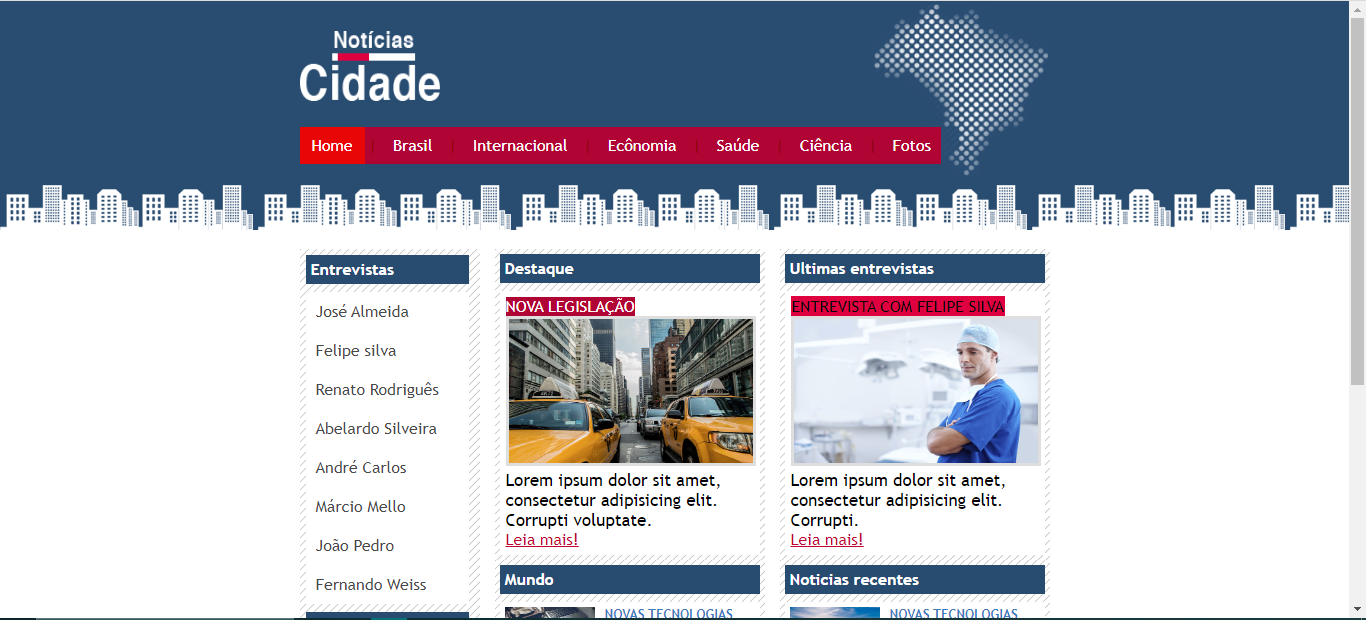 Notícias
Cidade
Home Brasil Internacional Ecônomia Saúde Ciência Fotos
Entrevistas
José Almeida
Felipe silva
Renato Rodriguês
Abelardo Silveira
André Carlos
Márcio Mello
João Pedro
Fernando Weiss
Destaque
NOVA LEGISLAÇÃO
Lorem ipsum dolor sit amet,
consectetur adipisicing elit.
Corrupti voluptate.
Leia mais!
Ultimas entrevistas
ENTREVISTA COM FELIPE SILVA
Lorem ipsum dolor sit amet,
consectetur adipisicing elit.
Corrupti.
Leia mais!
Mundo
NOVAS TECNOLOGIAS
Noticias recentes
NOVAS TECNOLOGIAS